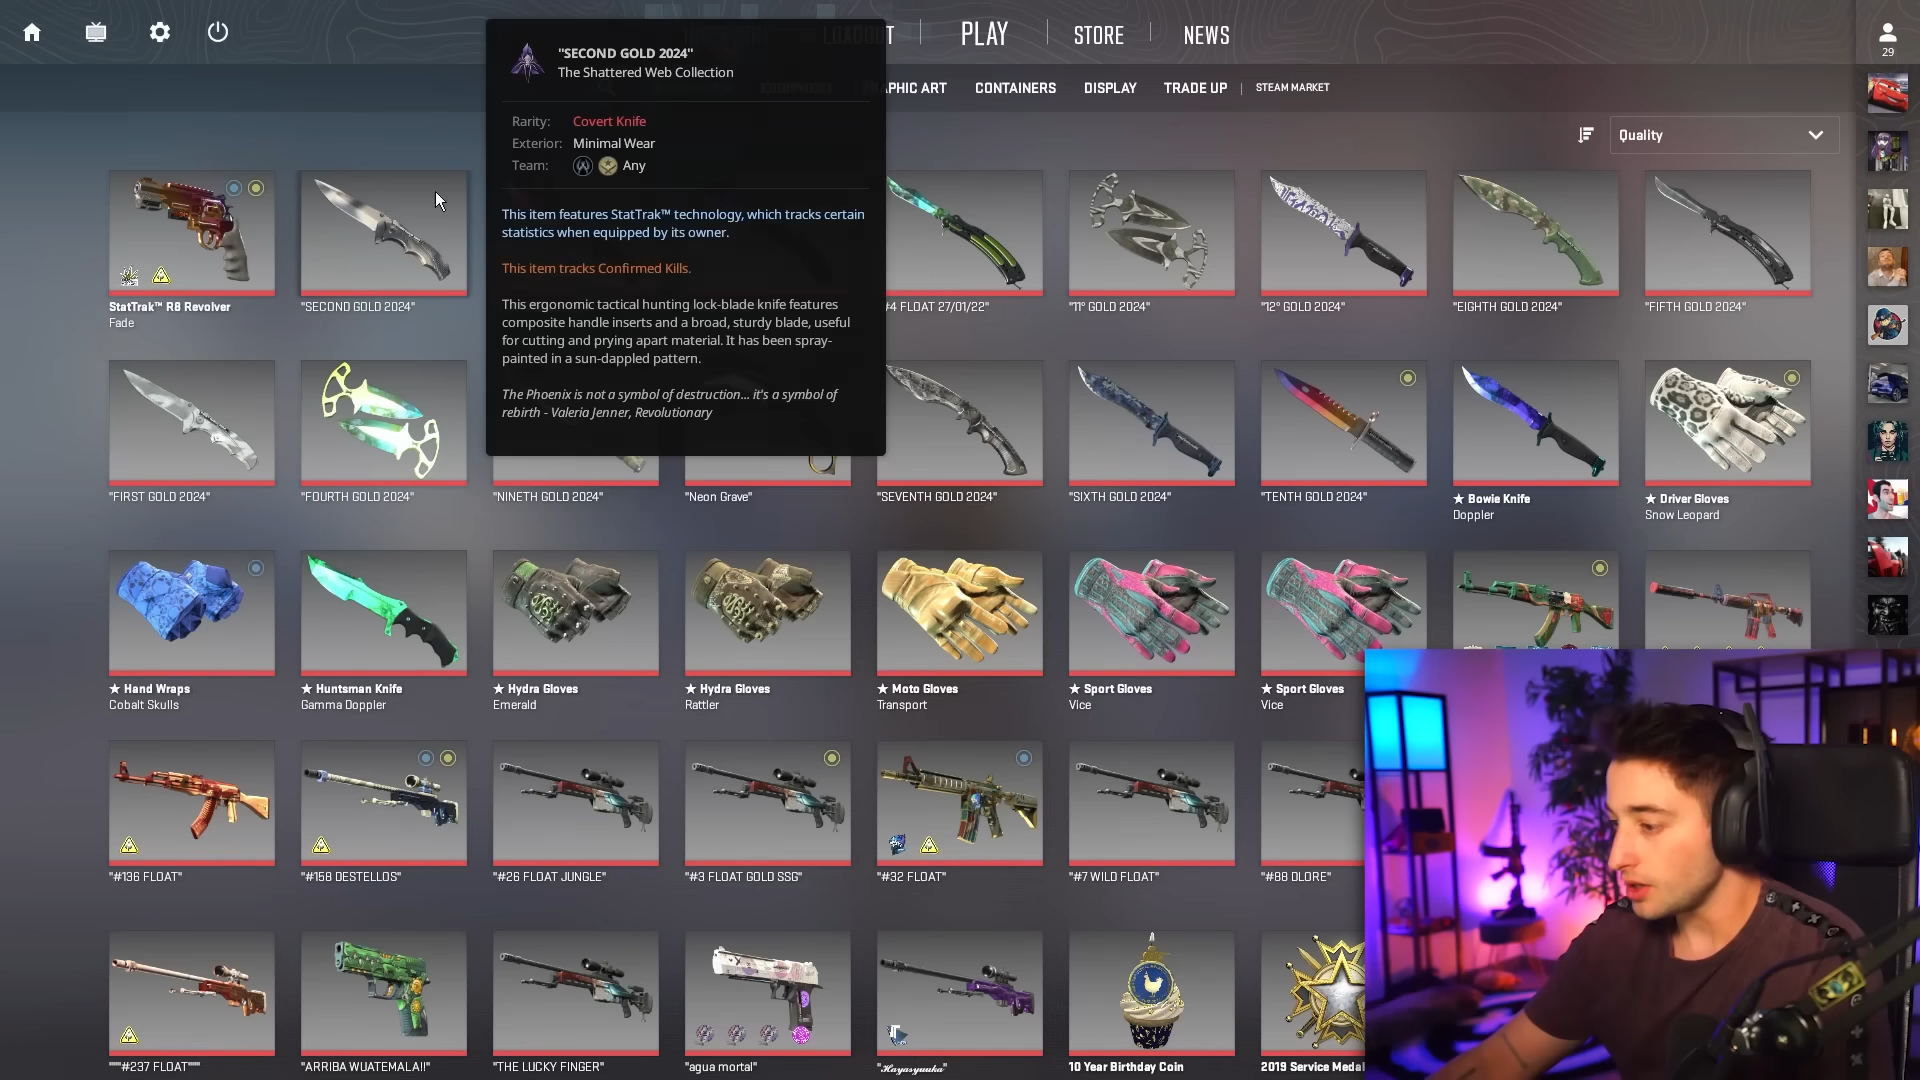 LOADOUT
PLAY
STORE
NEWS
29
GRAPHIC ART
CONTAINERS
DISPLAY
TRADE UP
STEAM MARKET
Quality
"SECOND GOLD 2024"
The Shattered Web Collection
Rarity: Covert Knife
Exterior: Minimal Wear
Team: Any
This item features StatTrak™ technology, which tracks certain
statistics when equipped by its owner.
This item tracks Confirmed Kills.
This ergonomic tactical hunting lock-blade knife features
composite handle inserts and a broad, sturdy blade, useful
for cutting and prying apart material. It has been spray-
painted in a sun-dappled pattern.
The Phoenix is not a symbol of destruction... it's a symbol of
rebirth - Valeria Jenner, Revolutionary
StatTrak™ R8 Revolver
Fade
"SECOND GOLD 2024"
#4 FLOAT 27/01/22"
"11º GOLD 2024"
"12º GOLD 2024"
"EIGHTH GOLD 2024"
"FIFTH GOLD 2024"
"FIRST GOLD 2024"
"FOURTH GOLD 2024"
"NINETH GOLD 2024"
"Neon Grave"
"SEVENTH GOLD 2024"
"SIXTH GOLD 2024"
"TENTH GOLD 2024"
★ Bowie Knife
Doppler
★ Driver Gloves
Snow Leopard
★ Hand Wraps
Cobalt Skulls
★ Huntsman Knife
Gamma Doppler
★ Hydra Gloves
Emerald
★ Hydra Gloves
Rattler
★ Moto Gloves
Transport
★ Sport Gloves
Vice
★ Sport Gloves
Vice
"#136 FLOAT"
"#158 DESTELLOS"
"#26 FLOAT JUNGLE"
"#3 FLOAT GOLD SSG"
"#32 FLOAT"
"#7 WILD FLOAT"
"#88 DLORE"
"""#237 FLOAT"""
"ARRIBA WUATEMALA!!"
"THE LUCKY FINGER"
"agua mortal"
"Hayasyuuka"
10 Year Birthday Coin
2019 Service Medal